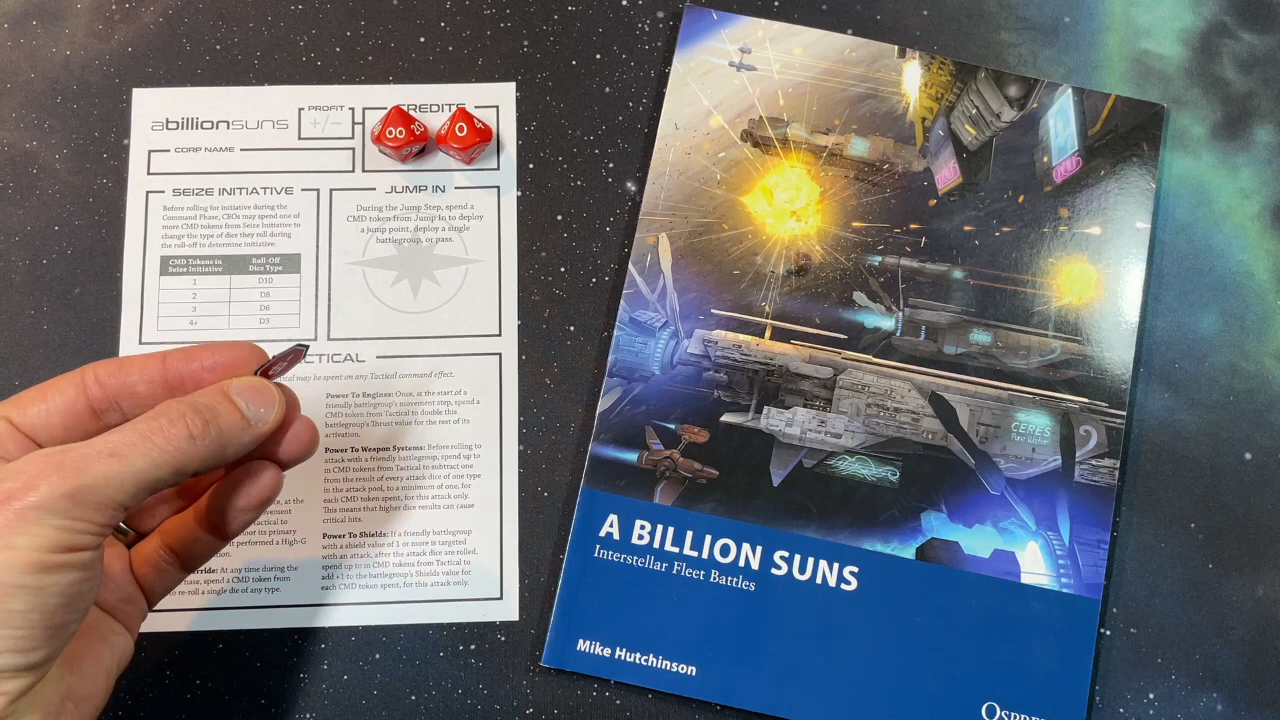 PROFIT
CREDITS
abillionsuns
+/−
00 20
0 4
CORP NAME
SEIZE INITIATIVE
Before rolling for initiative during the
Command Phase, CEOs may spend one of
more CMD tokens from Seize Initiative to
change the type of dice they roll during
the roll-off to determine initiative:
CMD Tokens in Roll-Off
Seize Initiative Dice Type
1 D10
2 D8
3 D6
4+ D3
JUMP IN
During the Jump Step, spend a
CMD token from Jump In to deploy
a jump point, deploy a single
battlegroup, or pass.
CTICAL
may be spent on any Tactical command effect.
Power To Engines: Once, at the start of a
friendly battlegroup's movement step, spend a
CMD token from Tactical to double this
battlegroup's Thrust value for the rest of its
activation.
Power To Weapon Systems: Before rolling to
attack with a friendly battlegroup, spend up to
m CMD tokens from Tactical to subtract one
from the result of every attack dice of one type
in the attack pool, to a minimum of one, for
each CMD token spent, for this attack only.
This means that higher dice results can cause
critical hits.
Power To Shields: If a friendly battlegroup
with a shield value of 1 or more is targeted
with an attack, after the attack dice are rolled,
spend up to m CMD tokens from Tactical to
add +1 to the battlegroup's Shields value for
each CMD token spent, for this attack only.
, at the
vement
actical to
oot its primary
it performed a High-G
on.
rride: At any time during the
hase, spend a CMD token from
to re-roll a single die of any type.
CERES
CERES
Pure Water
A BILLION SUNS
Interstellar Fleet Battles
Mike Hutchinson
OSPREY